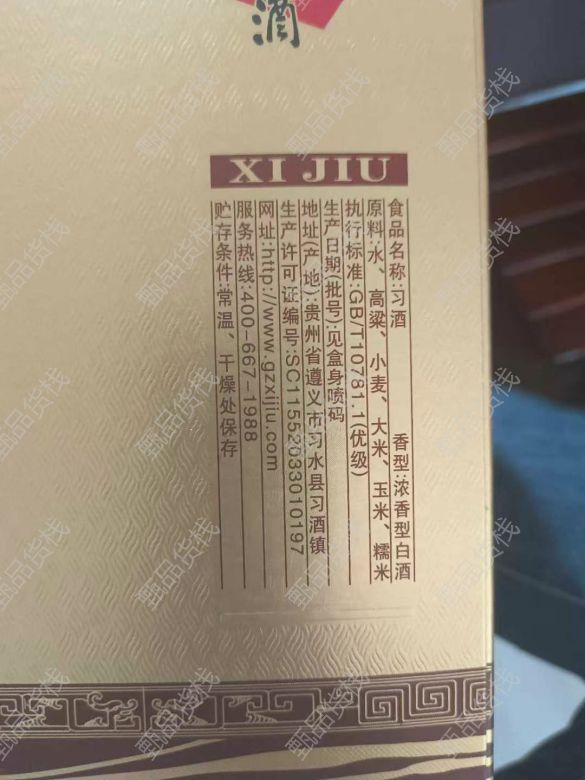 酒
XI JIU
食品名称:习酒 香型:浓香型白酒
原料:水、高粱、小麦、大米、玉米、糯米
执行标准:GB/T10781.1(优级)
生产日期(批号):见盒身喷码
地址(产地):贵州省遵义市习水县习酒镇
生产许可证编号:SC11552033010197
网址:http://www.gzxijiu.com
服务热线:400-667-1988
贮存条件:常温、干燥处保存
甄品货栈